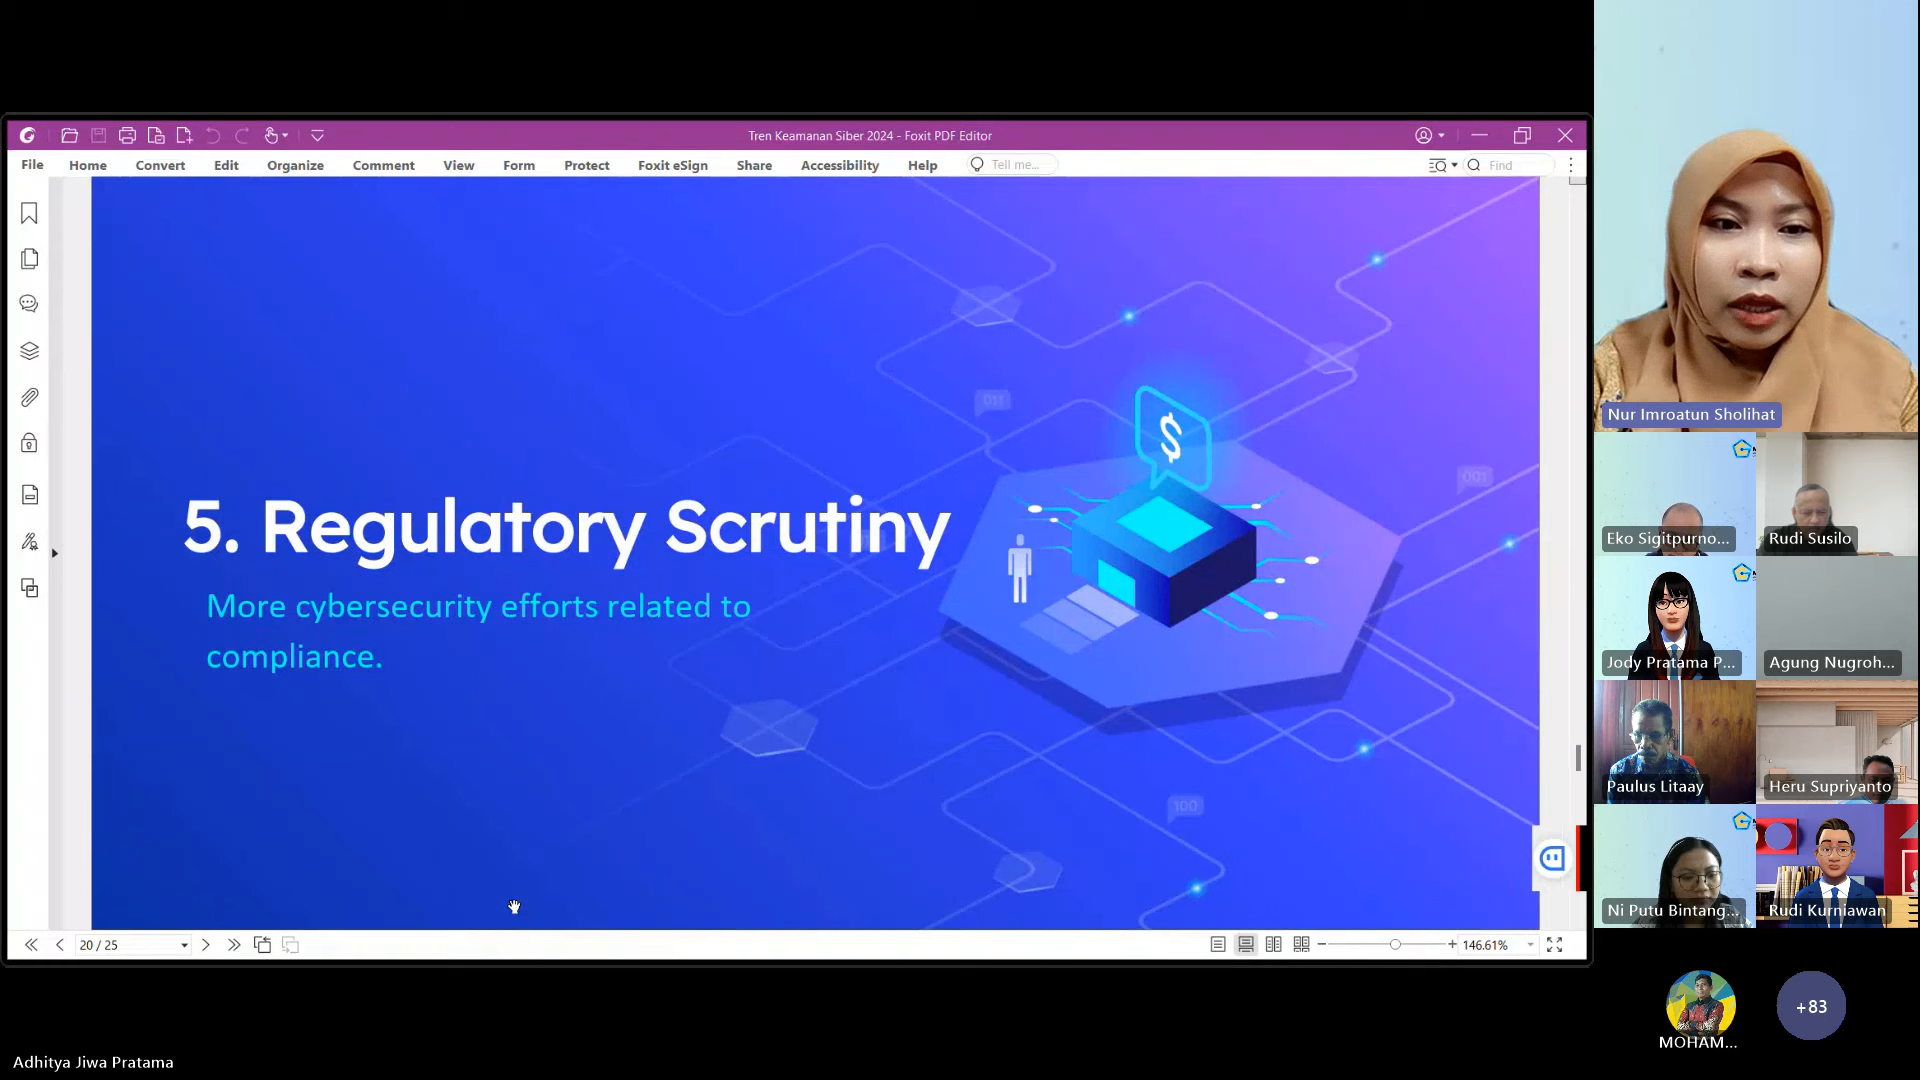 Tren Keamanan Siber 2024 - Foxit PDF Editor
File Home Convert Edit Organize Comment View Form Protect Foxit eSign Share Accessibility Help Tell me... Find
011
001
100
$
5. Regulatory Scrutiny
More cybersecurity efforts related to
compliance.
20 / 25
146.61%
Nur Imroatun Sholihat
Eko Sigitpurno...
Rudi Susilo
Jody Pratama P...
Agung Nugroh...
Paulus Litaay
Heru Supriyanto
Ni Putu Bintang...
Rudi Kurniawan
MOHAM...
+83
Adhitya Jiwa Pratama